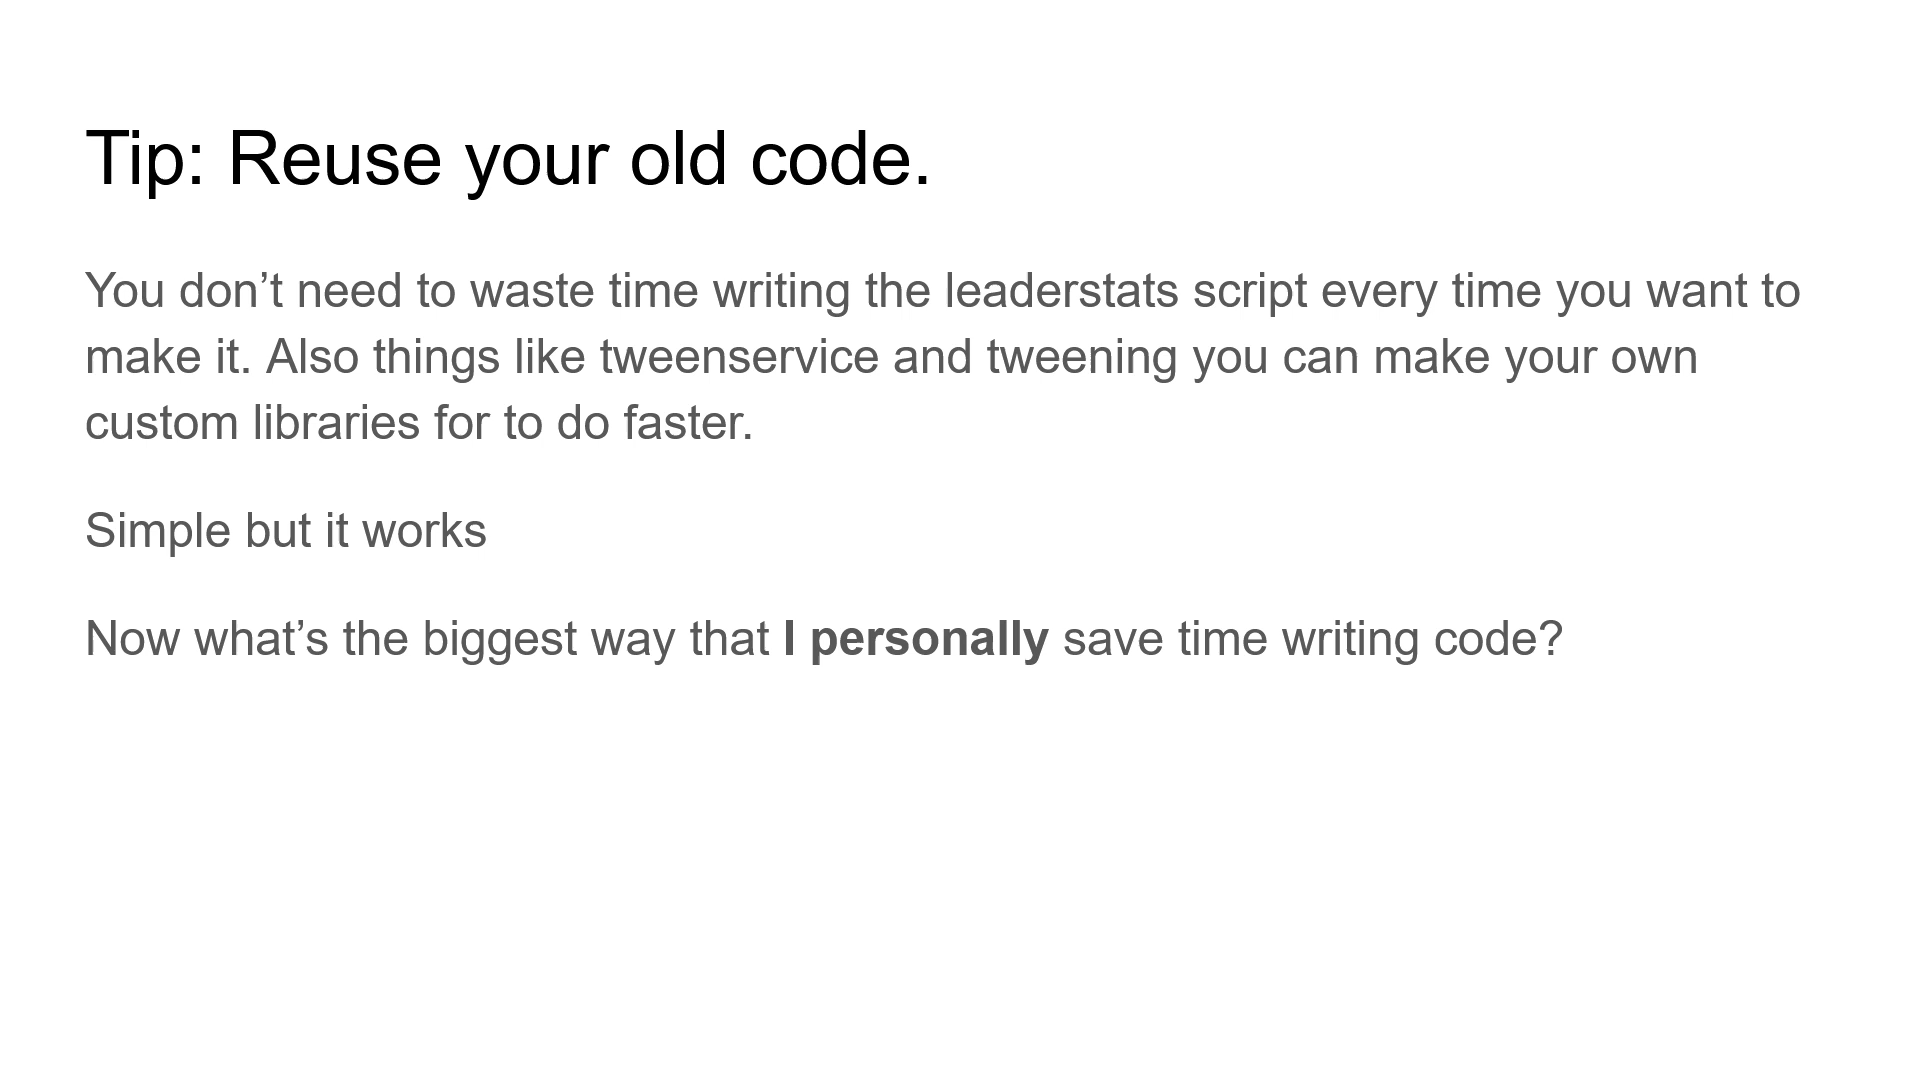 Tip: Reuse your old code.
You don’t need to waste time writing the leaderstats script every time you want to
make it. Also things like tweenservice and tweening you can make your own
custom libraries for to do faster.
Simple but it works
Now what’s the biggest way that I personally save time writing code?